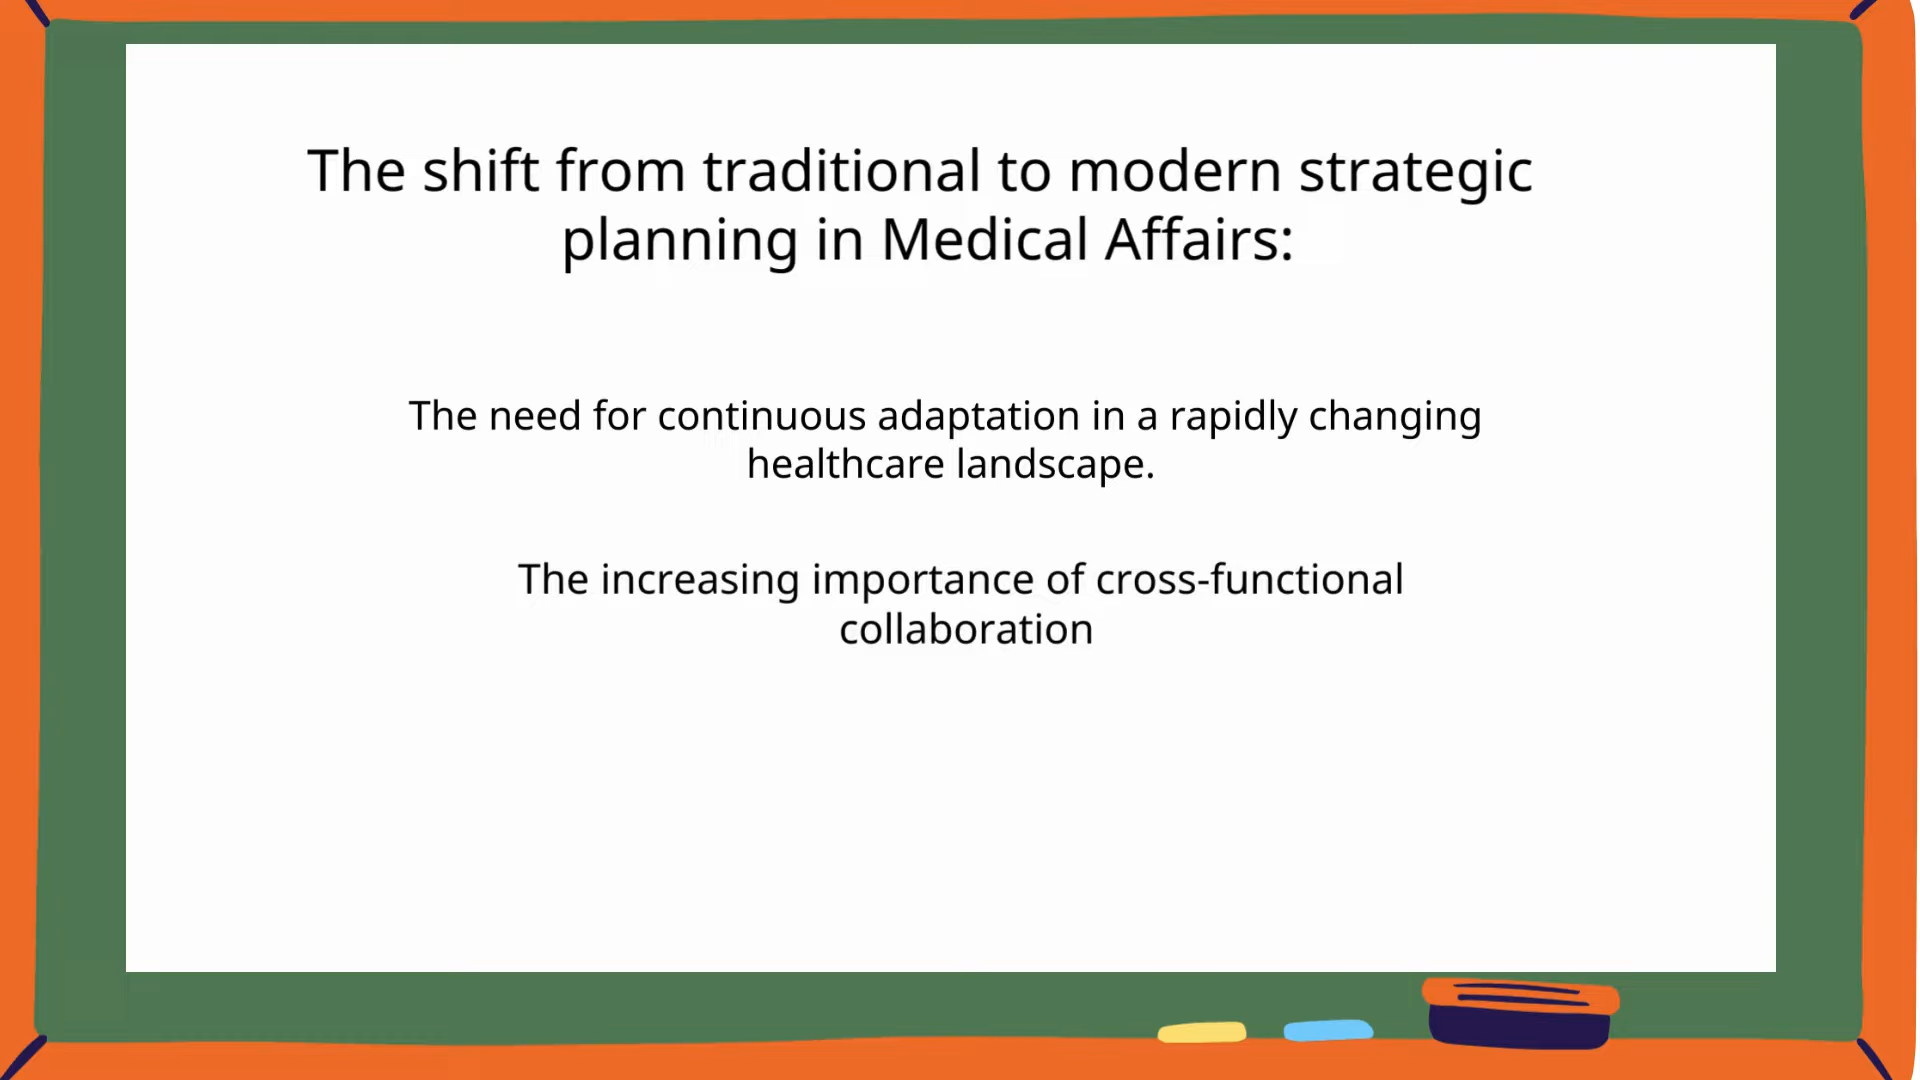 The shift from traditional to modern strategic
planning in Medical Affairs:
The need for continuous adaptation in a rapidly changing
healthcare landscape.
The increasing importance of cross-functional
collaboration